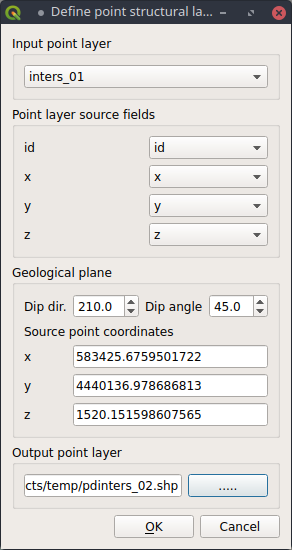 Define point structural la...
Input point layer
inters_01
Point layer source fields
id id
x x
y y
z z
Geological plane
Dip dir. 210.0 Dip angle 45.0
Source point coordinates
x 583425.6759501722
y 4440136.978686813
z 1520.151598607565
Output point layer
cts/temp/pdinters_02.shp .....
OK Cancel